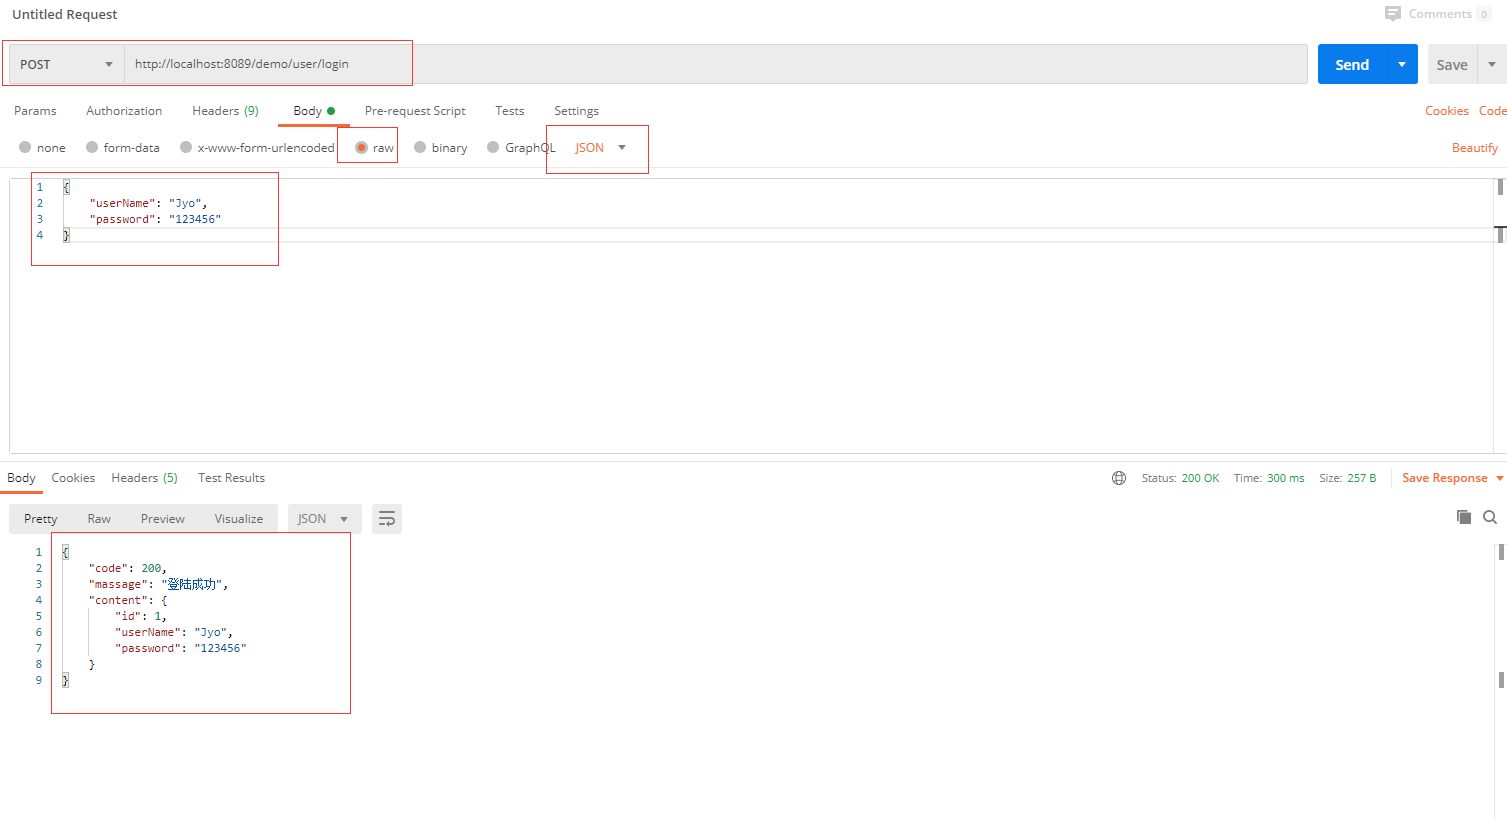 Untitled Request
Comments 0
POST http://localhost:8089/demo/user/login Send Save
Params Authorization Headers (9) Body Pre-request Script Tests Settings Cookies Code
none form-data x-www-form-urlencoded raw binary GraphQL JSON Beautify
1 {
2 "userName": "Jyo",
3 "password": "123456"
4 }
Body Cookies Headers (5) Test Results Status: 200 OK Time: 300 ms Size: 257 B Save Response
Pretty Raw Preview Visualize JSON
1 {
2 "code": 200,
3 "massage": "登陆成功",
4 "content": {
5 "id": 1,
6 "userName": "Jyo",
7 "password": "123456"
8 }
9 }